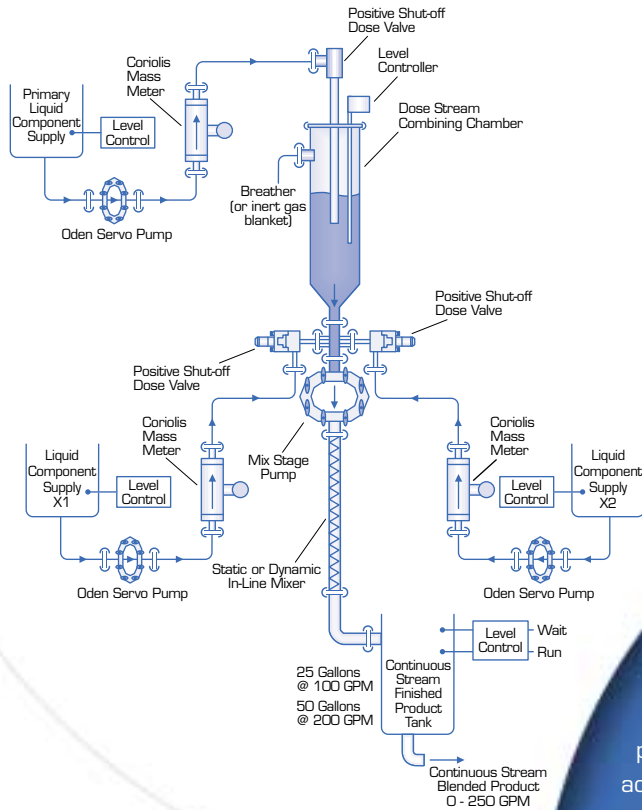 Positive Shut-off
Dose Valve
Coriolis
Mass
Meter
Level
Controller
Primary
Liquid
Component
Supply
Level
Control
Dose Stream
Combining Chamber
Breather
(or inert gas
blanket)
Oden Servo Pump
Positive Shut-off
Dose Valve
Positive Shut-off
Dose Valve
Coriolis
Mass
Meter
Mix Stage
Pump
Coriolis
Mass
Meter
Liquid
Component
Supply
X1
Level
Control
Level
Control
Liquid
Component
Supply
X2
Static or Dynamic
In-Line Mixer
Oden Servo Pump
Oden Servo Pump
Level
Control
Wait
Run
25 Gallons
@ 100 GPM
50 Gallons
@ 200 GPM
Continuous
Stream
Finished
Product
Tank
Continuous Stream
Blended Product
0 - 250 GPM